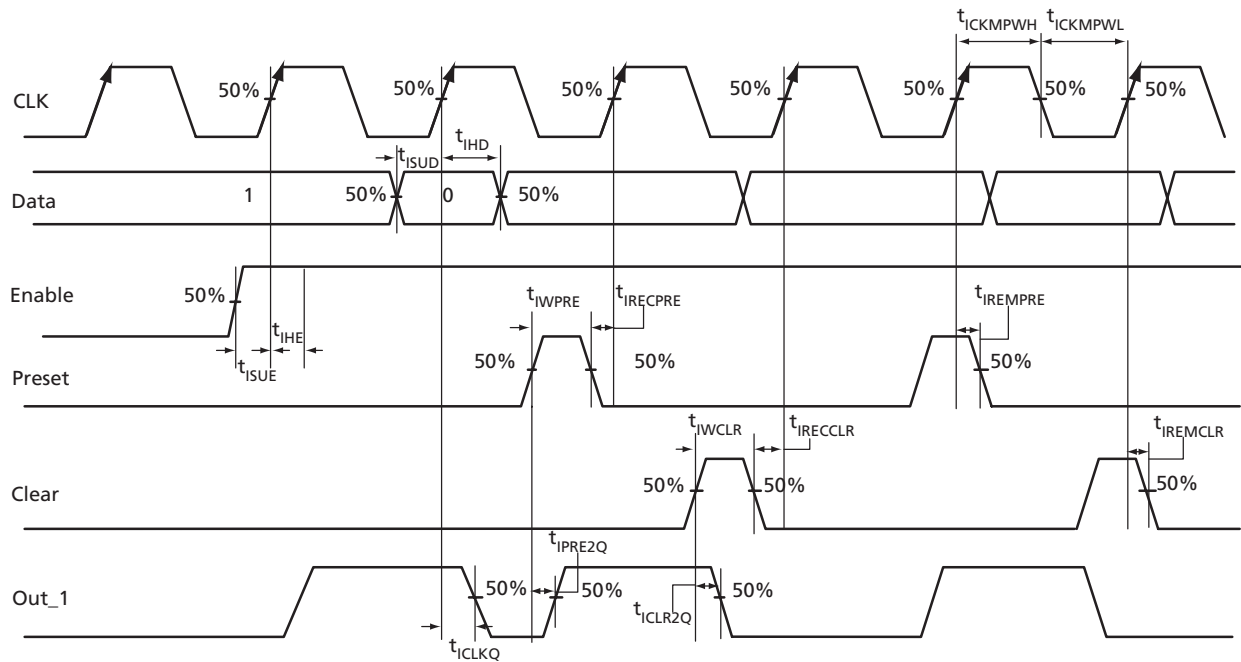 tICKMPWH tICKMPWL
CLK 50% 50% 50% 50% 50% 50% 50%
tISUD tIHD
Data 1 50% 0 50%
Enable 50%
tIHE
tISUE
tIWPRE tIRECPRE tIREMPRE
Preset 50% 50% 50%
tIWCLR tIRECCLR tIREMCLR
Clear 50% 50% 50%
tIPRE2Q
Out_1 50% 50% 50%
tICLR2Q
tICLKQ